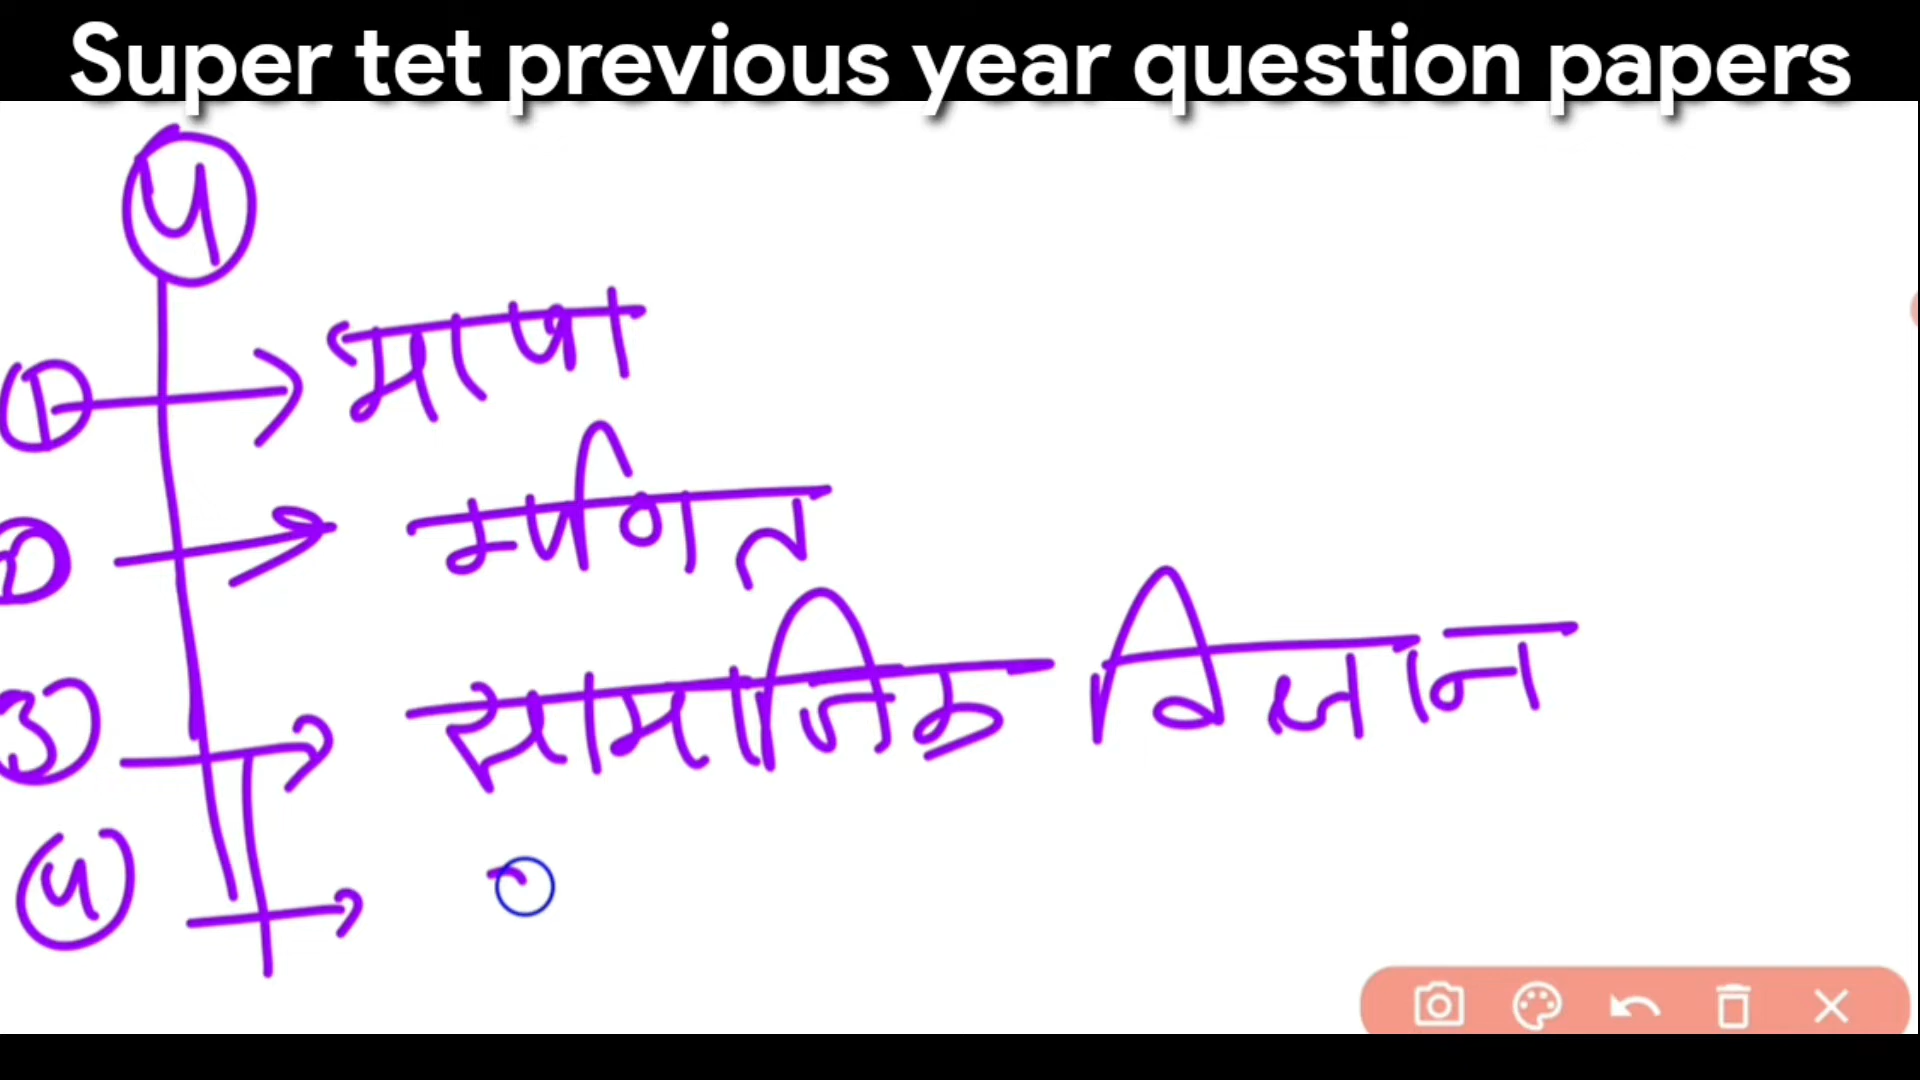 Super tet previous year question papers
4
① → भाषा
② → गणित
③ → सामाजिक विज्ञान
④ →